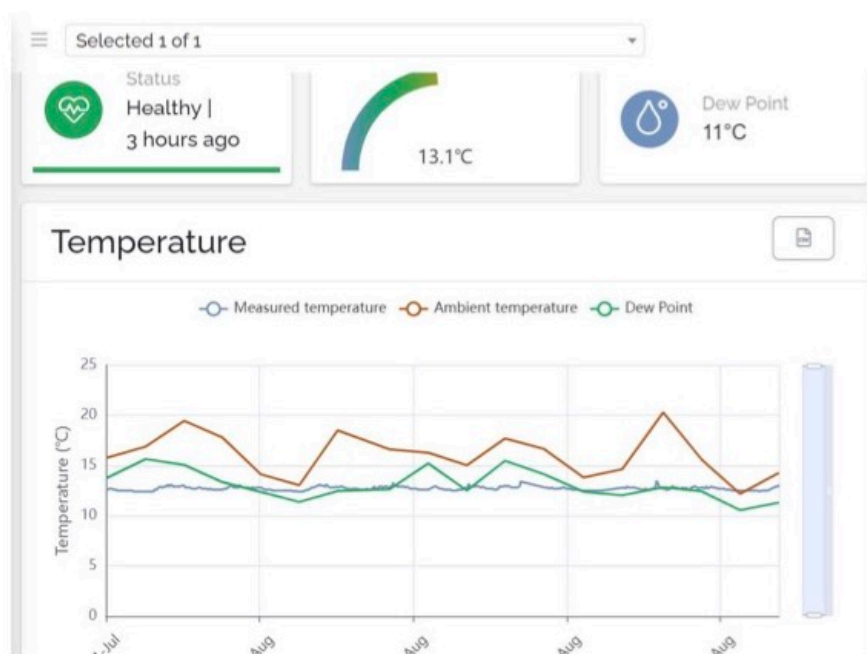 Selected 1 of 1
Status
Healthy |
3 hours ago
13.1°C
Dew Point
11°C
Temperature
Measured temperature Ambient temperature Dew Point
Temperature (°C)
25
20
15
10
5
0
-Jul
Aug
Aug
Aug
Aug